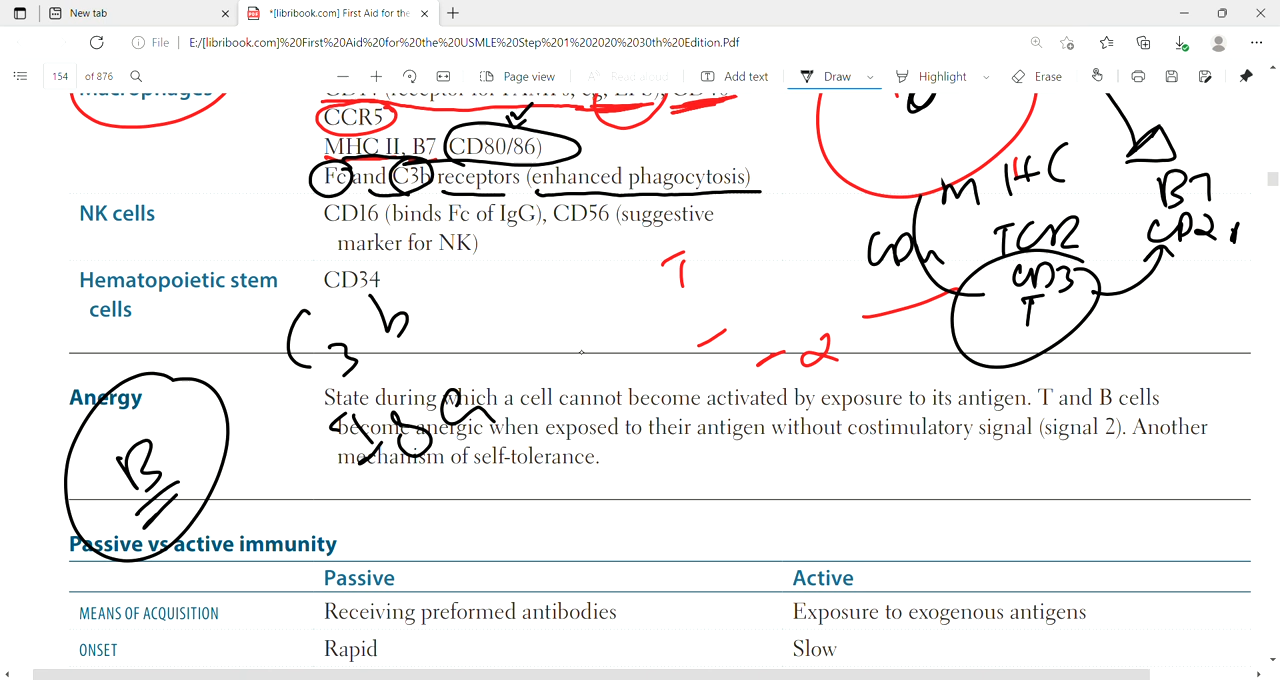 New tab
*[libribook.com] First Aid for the
File E:/[libribook.com]%20First%20Aid%20for%20the%20USMLE%20Step%201%202020%2030th%20Edition.Pdf
154 of 876 Page view Read aloud Add text Draw Highlight Erase
Macrophages
CCR5
MHC II, B7 (CD80/86)
Fc and C3b receptors (enhanced phagocytosis)
NK cells CD16 (binds Fc of IgG), CD56 (suggestive
marker for NK)
Hematopoietic stem CD34
cells
MHC
B7
TCR
CD3
T
T
C3b
2
Anergy State during which a cell cannot become activated by exposure to its antigen. T and B cells
become anergic when exposed to their antigen without costimulatory signal (signal 2). Another
mechanism of self-tolerance.
B
Passive vs active immunity
Passive Active
MEANS OF ACQUISITION Receiving preformed antibodies Exposure to exogenous antigens
ONSET Rapid Slow